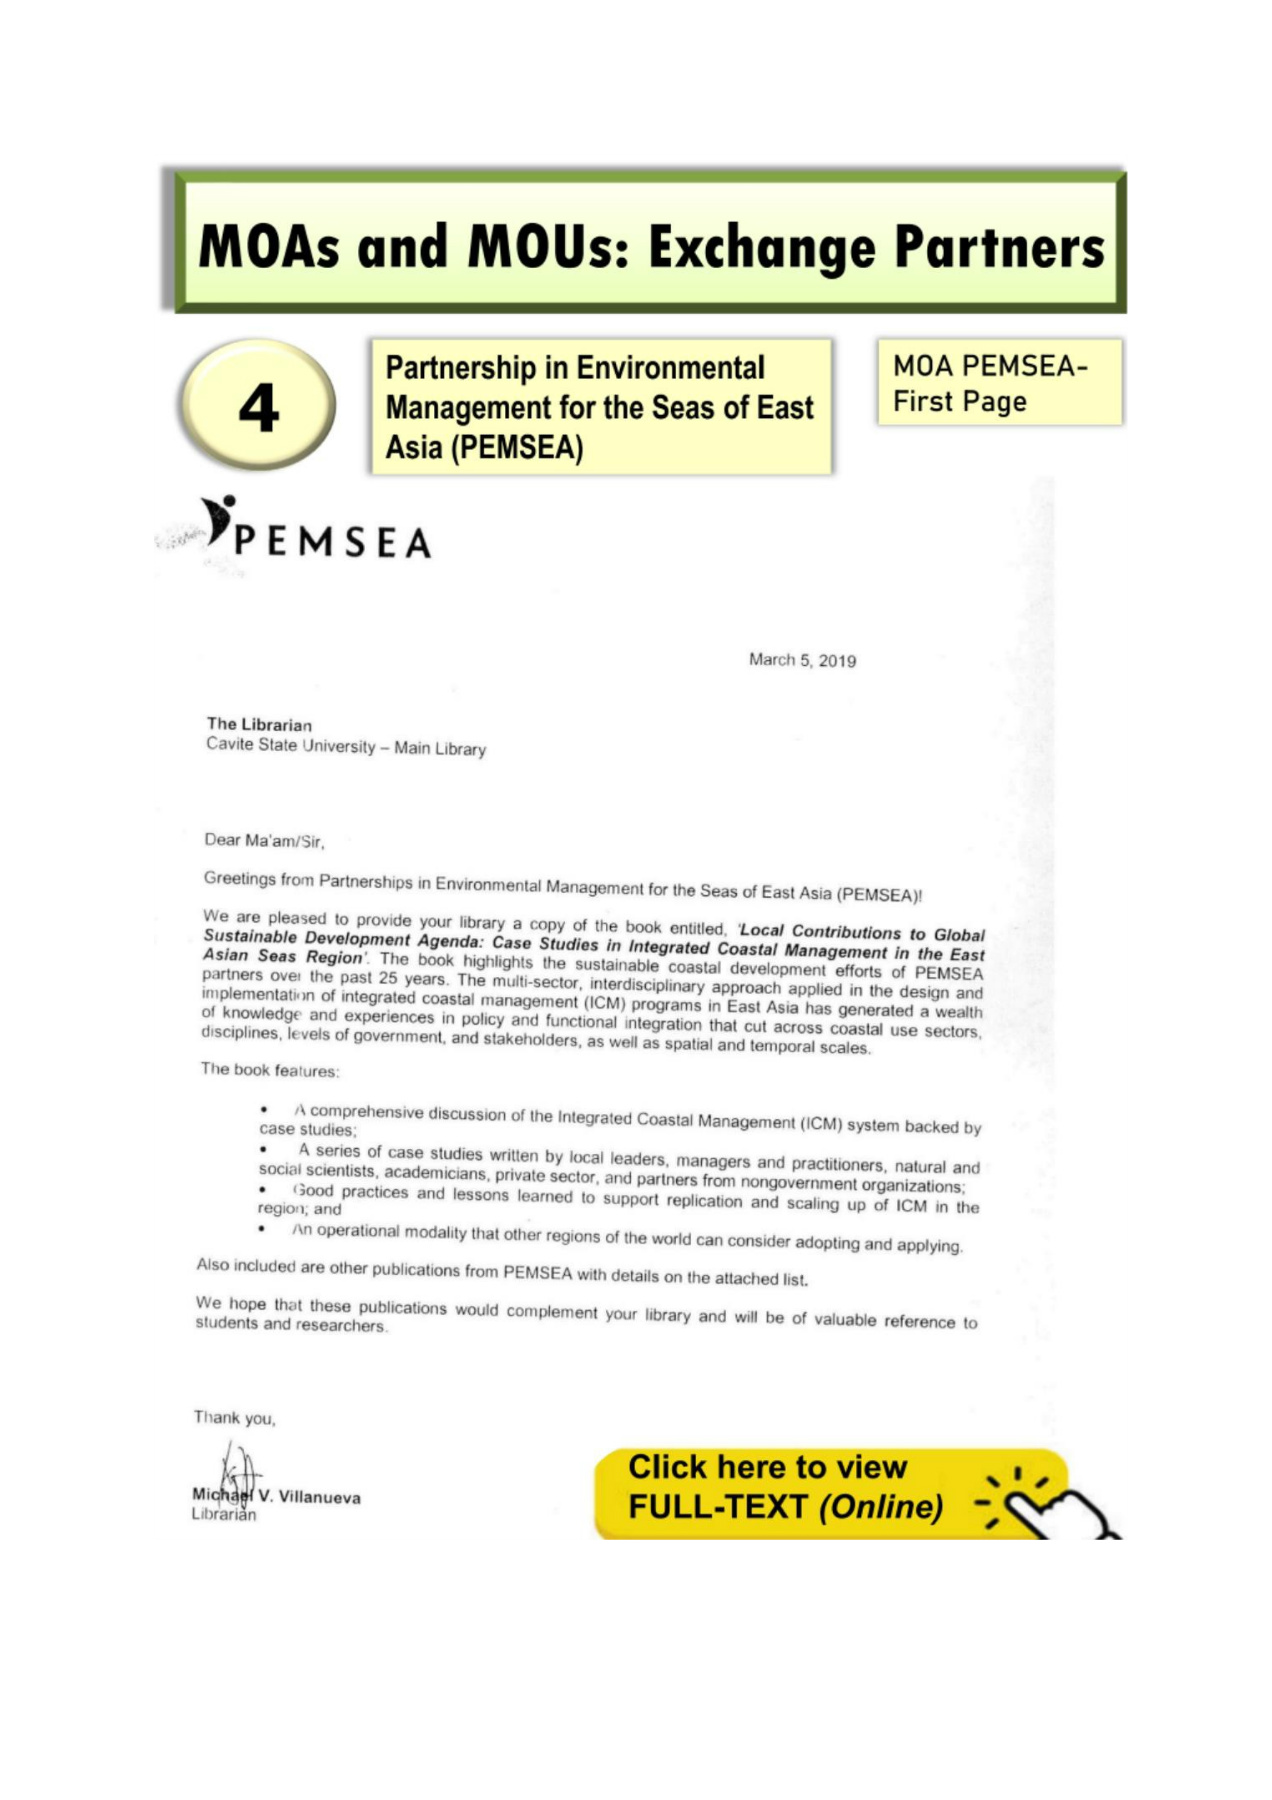 MOAs and MOUs: Exchange Partners
4
Partnership in Environmental
Management for the Seas of East
Asia (PEMSEA)
MOA PEMSEA-
First Page
PEMSEA
March 5, 2019
The Librarian
Cavite State University – Main Library
Dear Ma'am/Sir,
Greetings from Partnerships in Environmental Management for the Seas of East Asia (PEMSEA)!
We are pleased to provide your library a copy of the book entitled, 'Local Contributions to Global
Sustainable Development Agenda: Case Studies in Integrated Coastal Management in the East
Asian Seas Region'. The book highlights the sustainable coastal development efforts of PEMSEA
partners over the past 25 years. The multi-sector, interdisciplinary approach applied in the design and
implementation of integrated coastal management (ICM) programs in East Asia has generated a wealth
of knowledge and experiences in policy and functional integration that cut across coastal use sectors,
disciplines, levels of government, and stakeholders, as well as spatial and temporal scales.
The book features:
• A comprehensive discussion of the Integrated Coastal Management (ICM) system backed by
case studies;
• A series of case studies written by local leaders, managers and practitioners, natural and
social scientists, academicians, private sector, and partners from nongovernment organizations;
• Good practices and lessons learned to support replication and scaling up of ICM in the
region; and
• An operational modality that other regions of the world can consider adopting and applying.
Also included are other publications from PEMSEA with details on the attached list.
We hope that these publications would complement your library and will be of valuable reference to
students and researchers.
Thank you,
Michael V. Villanueva
Librarian
Click here to view
FULL-TEXT (Online)